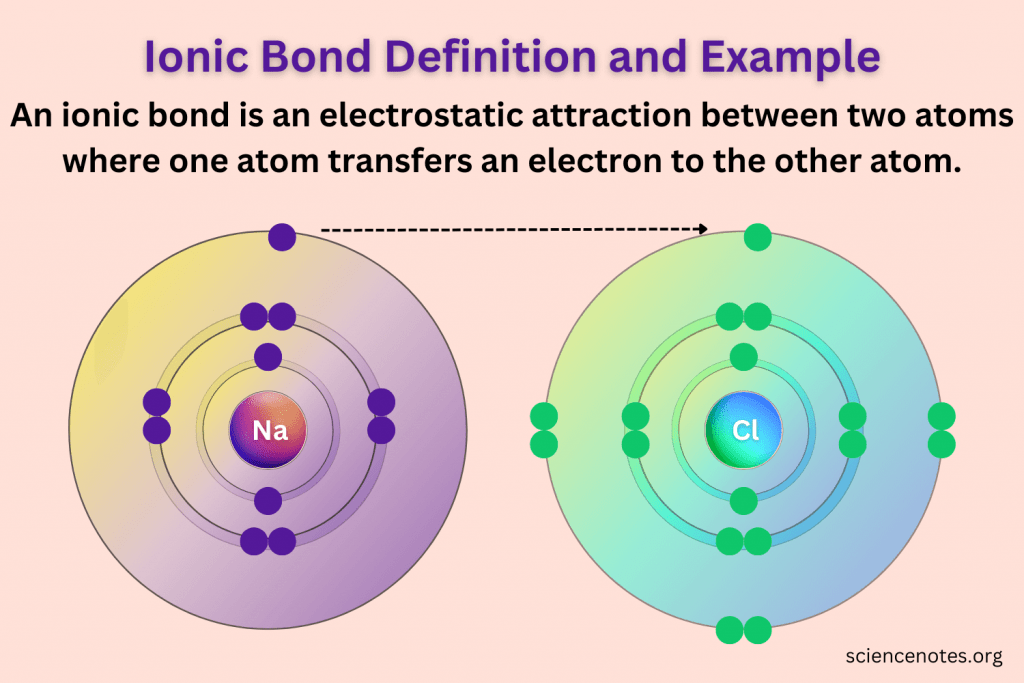 Ionic Bond Definition and Example
An ionic bond is an electrostatic attraction between two atoms
where one atom transfers an electron to the other atom.
Na
Cl
sciencenotes.org